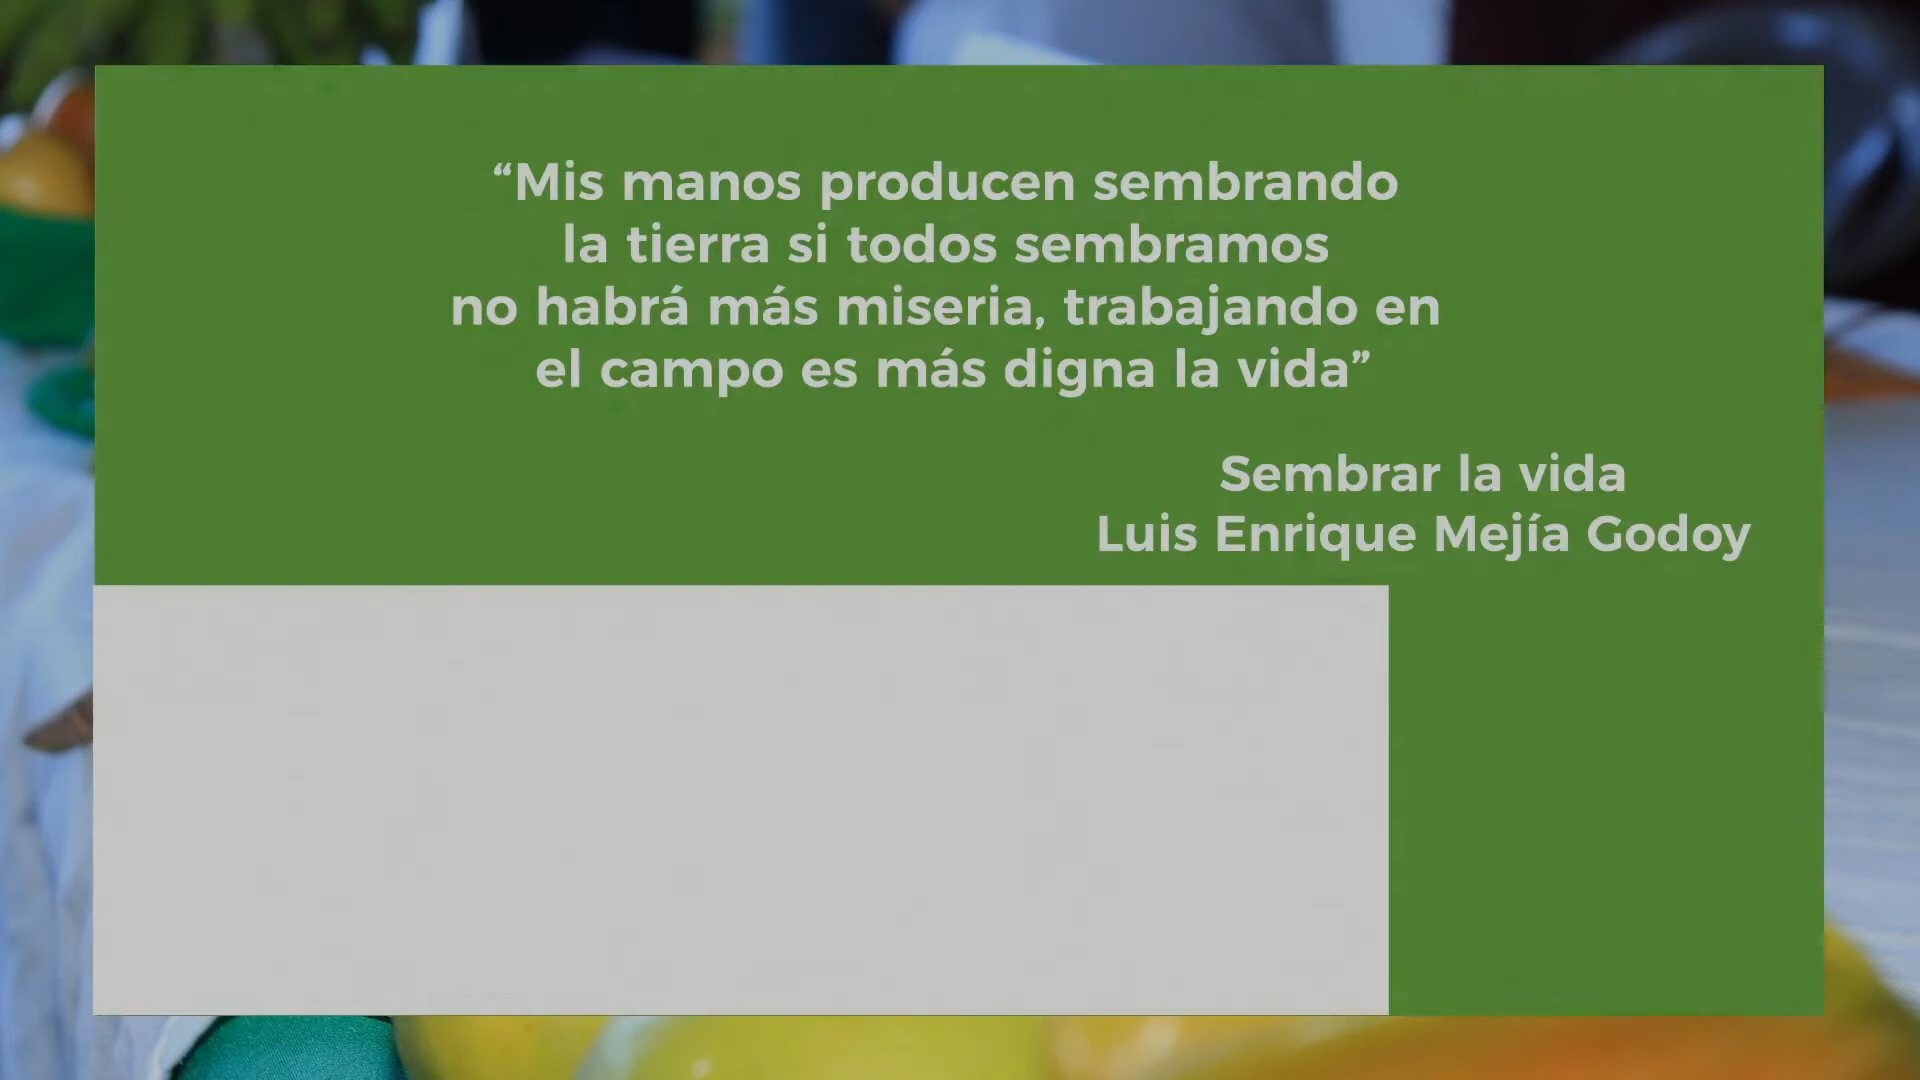 “Mis manos producen sembrando
la tierra si todos sembramos
no habrá más miseria, trabajando en
el campo es más digna la vida”
Sembrar la vida
Luis Enrique Mejía Godoy